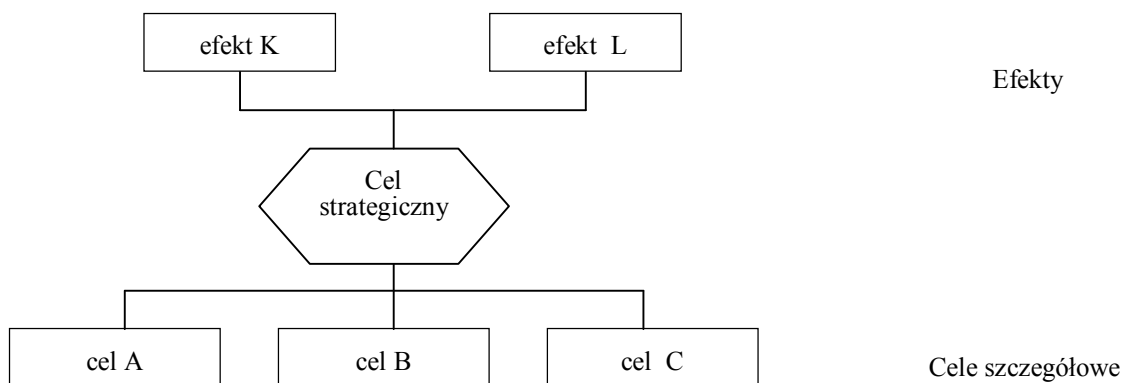 efekt K
efekt L
Efekty
Cel
strategiczny
cel A
cel B
cel C
Cele szczegółowe